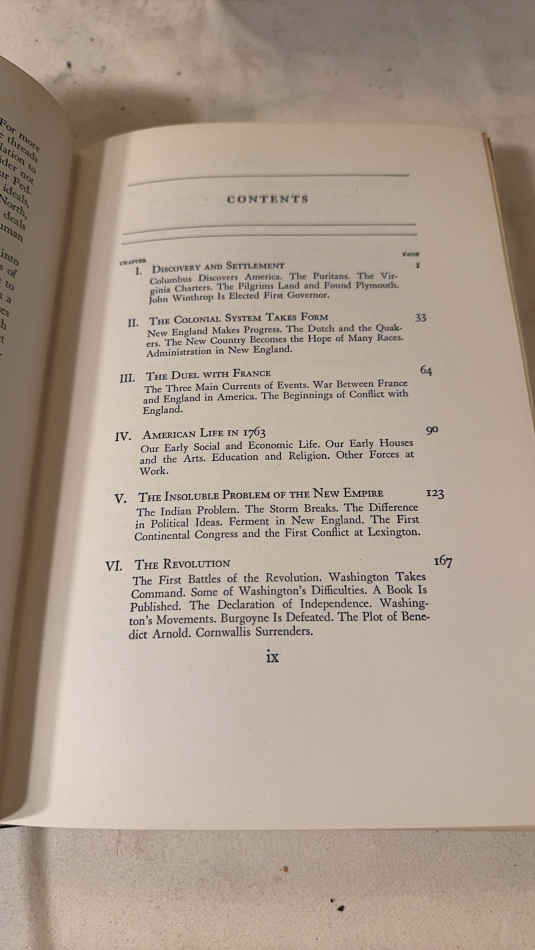 For more
threads
ideals,
North,
deals
into
s of
to
a
CONTENTS
CHAPTER PAGE
I. DISCOVERY AND SETTLEMENT 1
Columbus Discovers America. The Puritans. The Vir-
ginia Charters. The Pilgrims Land and Found Plymouth.
John Winthrop Is Elected First Governor.
II. THE COLONIAL SYSTEM TAKES FORM 33
New England Makes Progress. The Dutch and the Quak-
ers. The New Country Becomes the Hope of Many Races.
Administration in New England.
III. THE DUEL WITH FRANCE 64
The Three Main Currents of Events. War Between France
and England in America. The Beginnings of Conflict with
England.
IV. AMERICAN LIFE IN 1763 90
Our Early Social and Economic Life. Our Early Houses
and the Arts. Education and Religion. Other Forces at
Work.
V. THE INSOLUBLE PROBLEM OF THE NEW EMPIRE 123
The Indian Problem. The Storm Breaks. The Difference
in Political Ideas. Ferment in New England. The First
Continental Congress and the First Conflict at Lexington.
VI. THE REVOLUTION 167
The First Battles of the Revolution. Washington Takes
Command. Some of Washington's Difficulties. A Book Is
Published. The Declaration of Independence. Washing-
ton's Movements. Burgoyne Is Defeated. The Plot of Bene-
dict Arnold. Cornwallis Surrenders.
ix